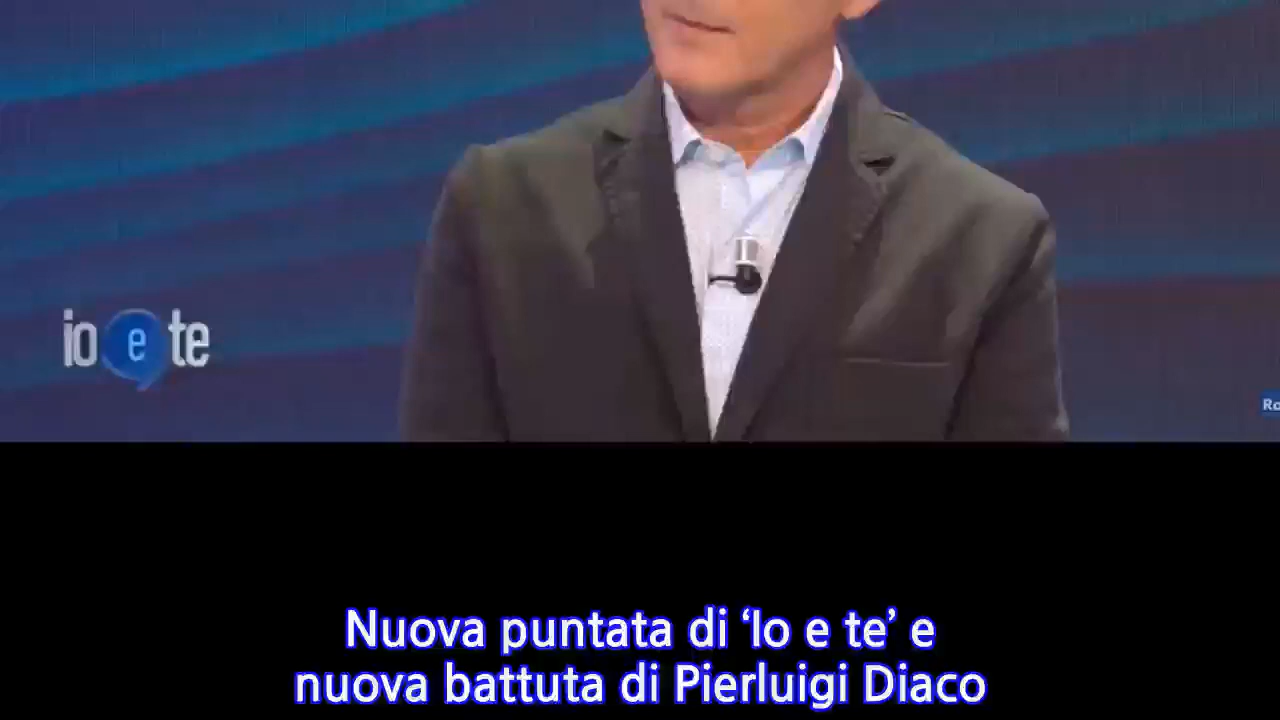 io e te
Nuova puntata di ‘Io e te’ e
nuova battuta di Pierluigi Diaco